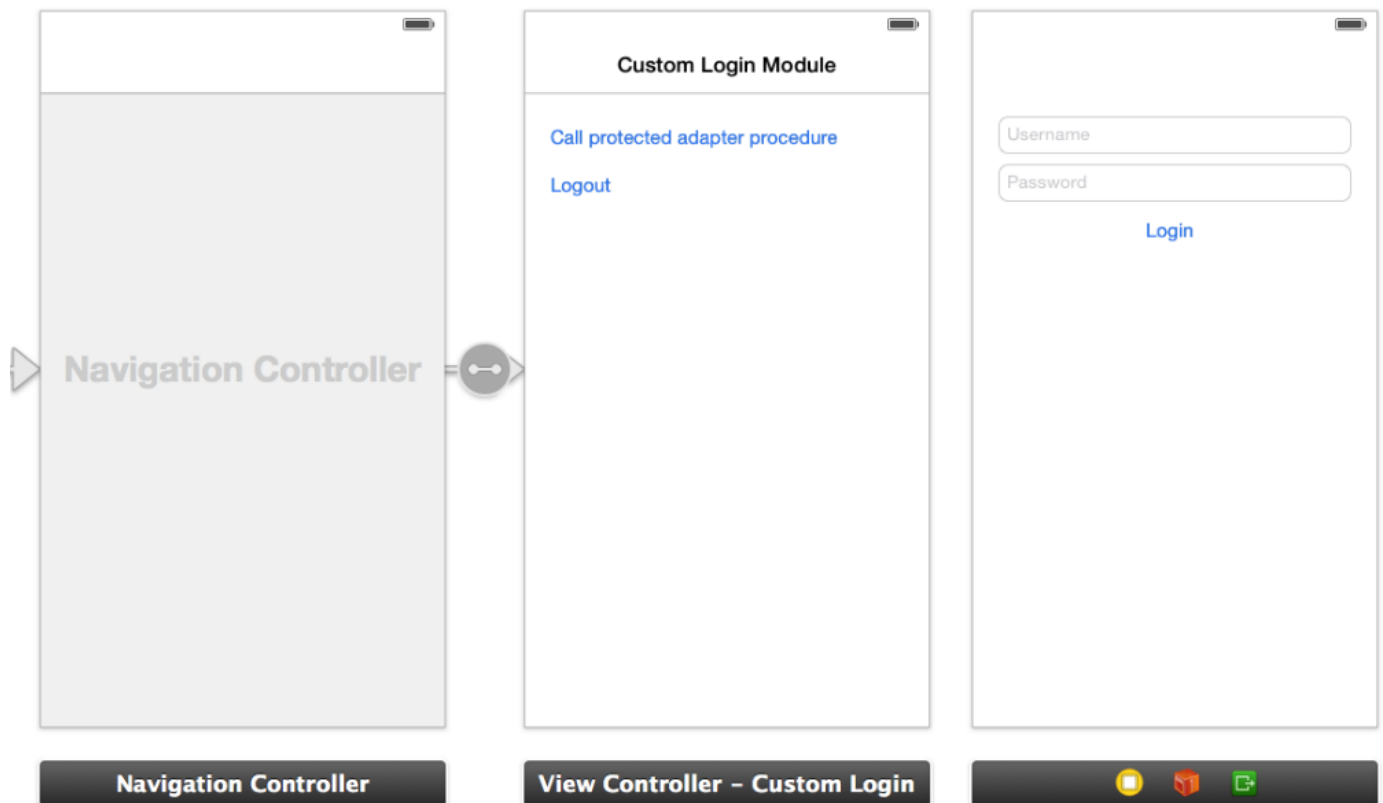 Navigation Controller
Navigation Controller
Custom Login Module
Call protected adapter procedure
Logout
View Controller – Custom Login
Username
Password
Login